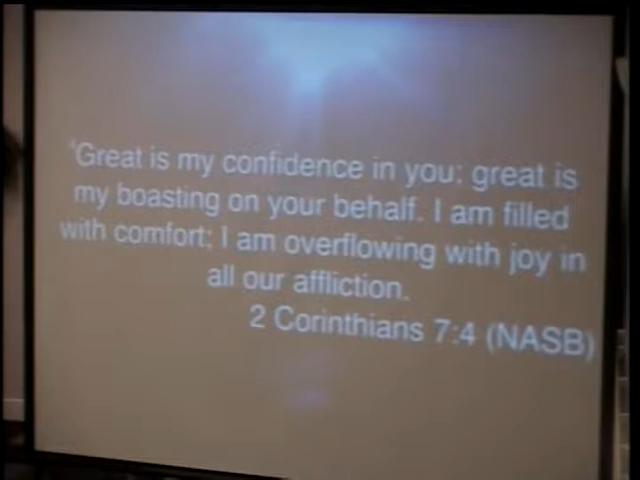 "Great is my confidence in you; great is
my boasting on your behalf. I am filled
with comfort; I am overflowing with joy in
all our affliction.
2 Corinthians 7:4 (NASB)